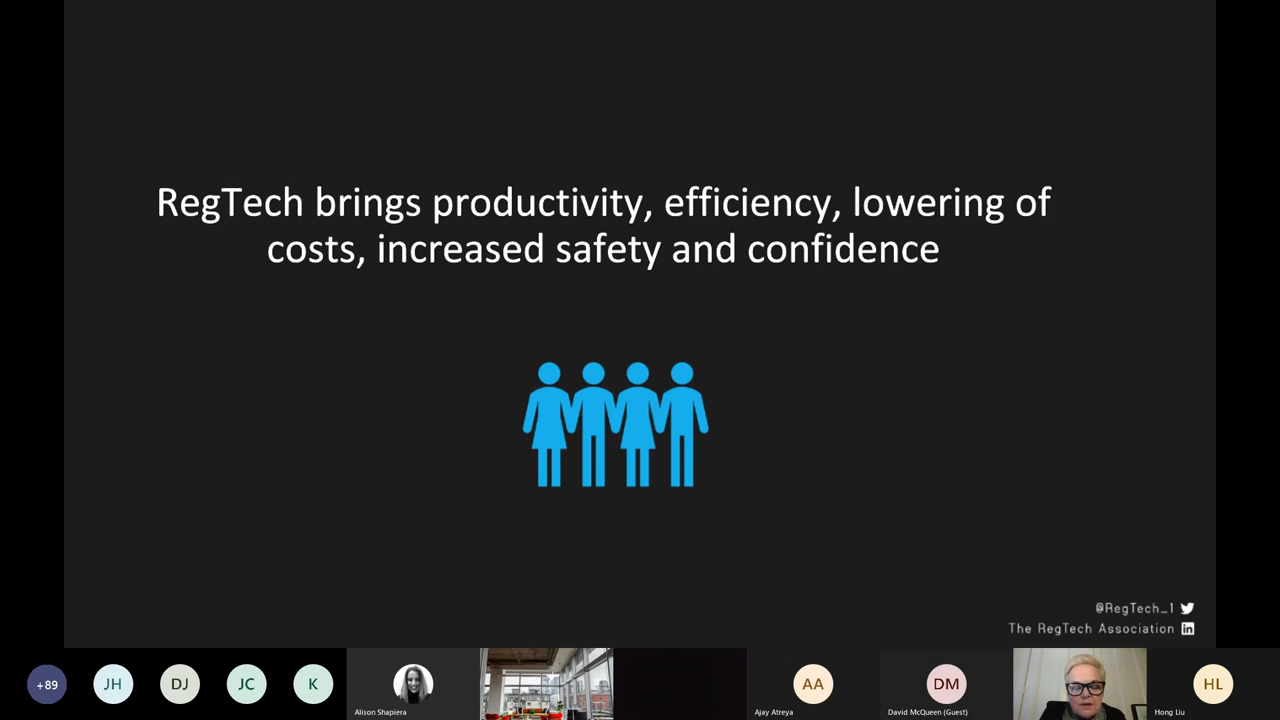 RegTech brings productivity, efficiency, lowering of
costs, increased safety and confidence
@RegTech_1
The RegTech Association
+89
JH
DJ
JC
K
Alison Shapiera
AA
Ajay Atreya
DM
David McQueen (Guest)
HL
Hong Liu